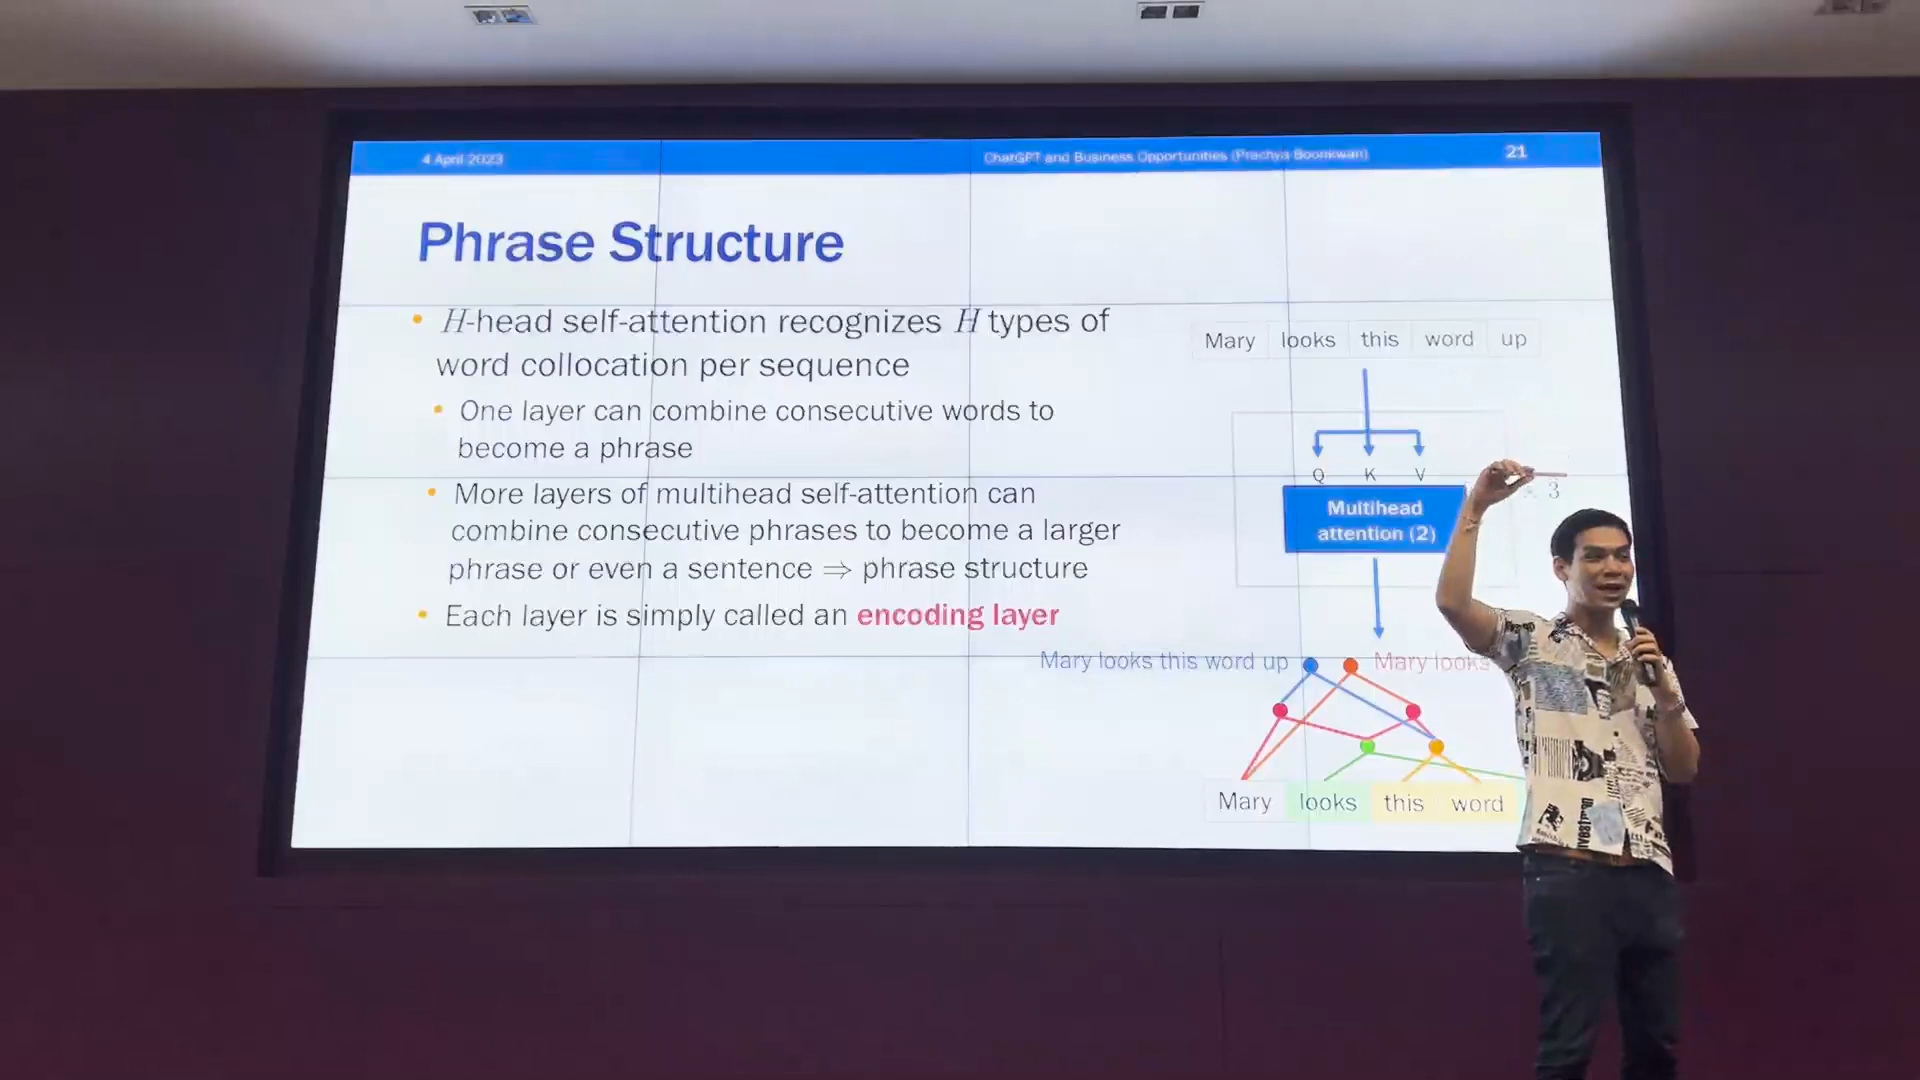 4 April 2023
ChatGPT and Business Opportunities (Prachya Boonkwan)
21
Phrase Structure
• H-head self-attention recognizes H types of
word collocation per sequence
• One layer can combine consecutive words to
become a phrase
• More layers of multihead self-attention can
combine consecutive phrases to become a larger
phrase or even a sentence ⇒ phrase structure
• Each layer is simply called an encoding layer
Mary looks this word up
Q K V
× 3
Multihead
attention (2)
Mary looks this word up
Mary looks
Mary looks this word